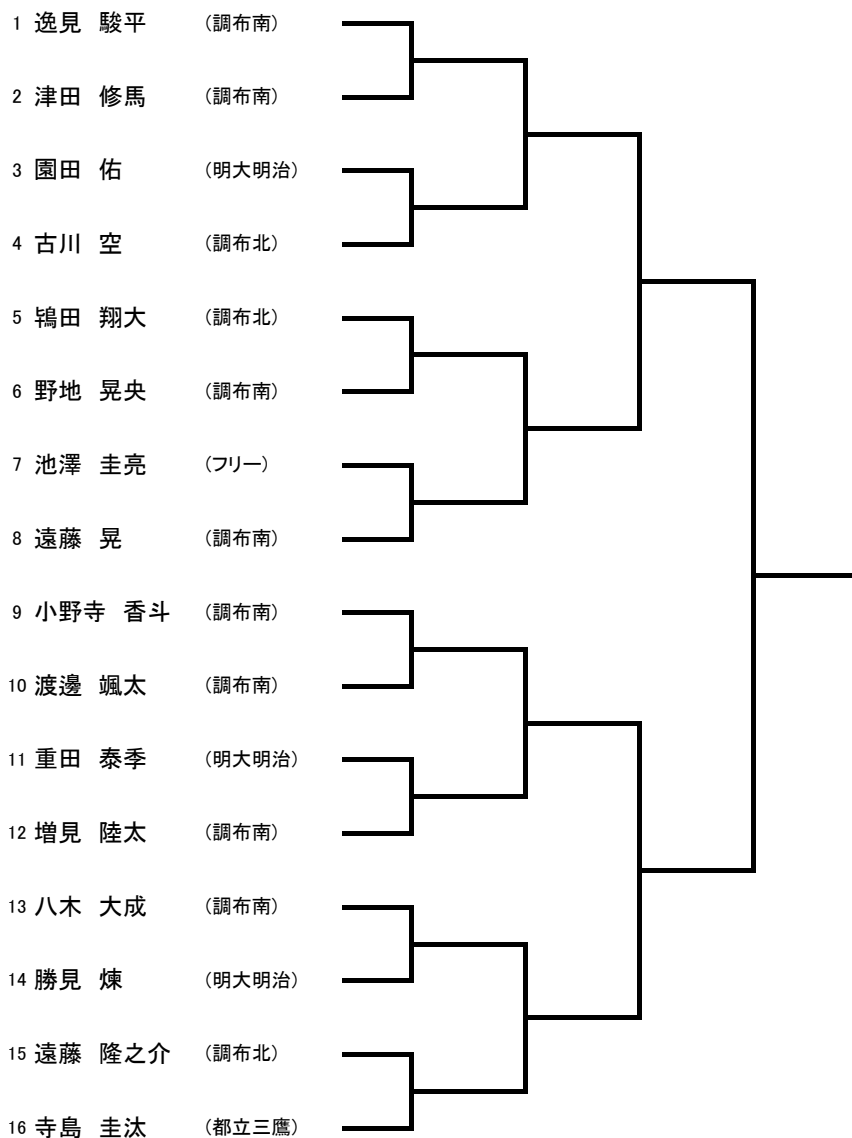 1 逸見 駿平 (調布南)
2 津田 修馬 (調布南)
3 園田 佑 (明大明治)
4 古川 空 (調布北)
5 鴇田 翔大 (調布北)
6 野地 晃央 (調布南)
7 池澤 圭亮 (フリー)
8 遠藤 晃 (調布南)
9 小野寺 香斗 (調布南)
10 渡邊 颯太 (調布南)
11 重田 泰季 (明大明治)
12 増見 陸太 (調布南)
13 八木 大成 (調布南)
14 勝見 煉 (明大明治)
15 遠藤 隆之介 (調布北)
16 寺島 圭汰 (都立三鷹)